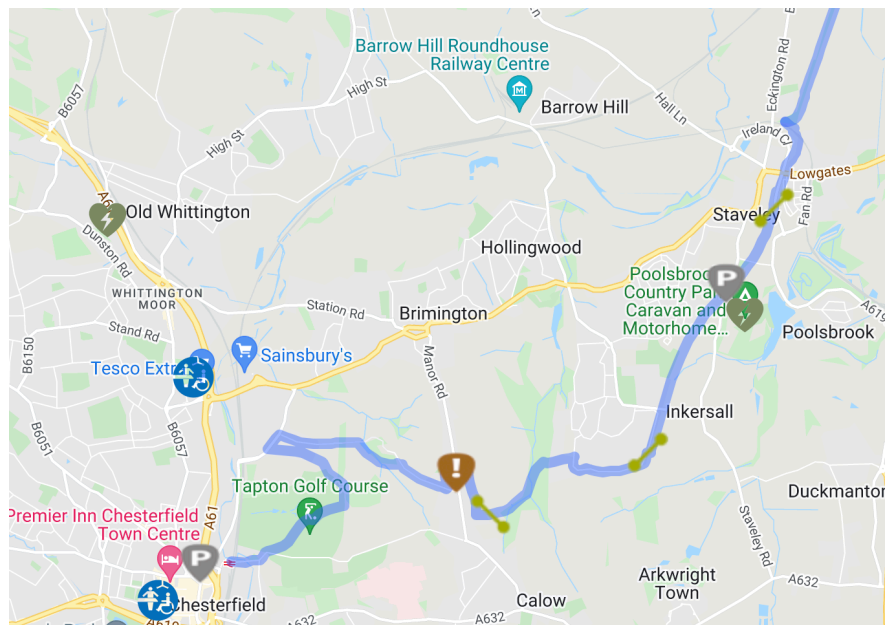 Barrow Hill Roundhouse
Railway Centre
B6057
High St
Barrow Hill
Hall Ln
Eckington Rd
High St
Ireland Cl
Lowgates
Old Whittington
Staveley
Fan Rd
Dunston Rd
Hollingwood
WHITTINGTON
MOOR
Station Rd
Brimington
P
Country
Caravan and
Motorhome...
A619
Poolsbrook
Stand Rd
B6150
Sainsbury's
Tesco
Manor Rd
B6051
B6057
Inkersall
Tapton Golf Course
!
Duckmanton
Premier Inn Chesterfield
Town Centre
A61
Staveley Rd
P
Arkwright
Town
A632
Chesterfield
Calow
A632